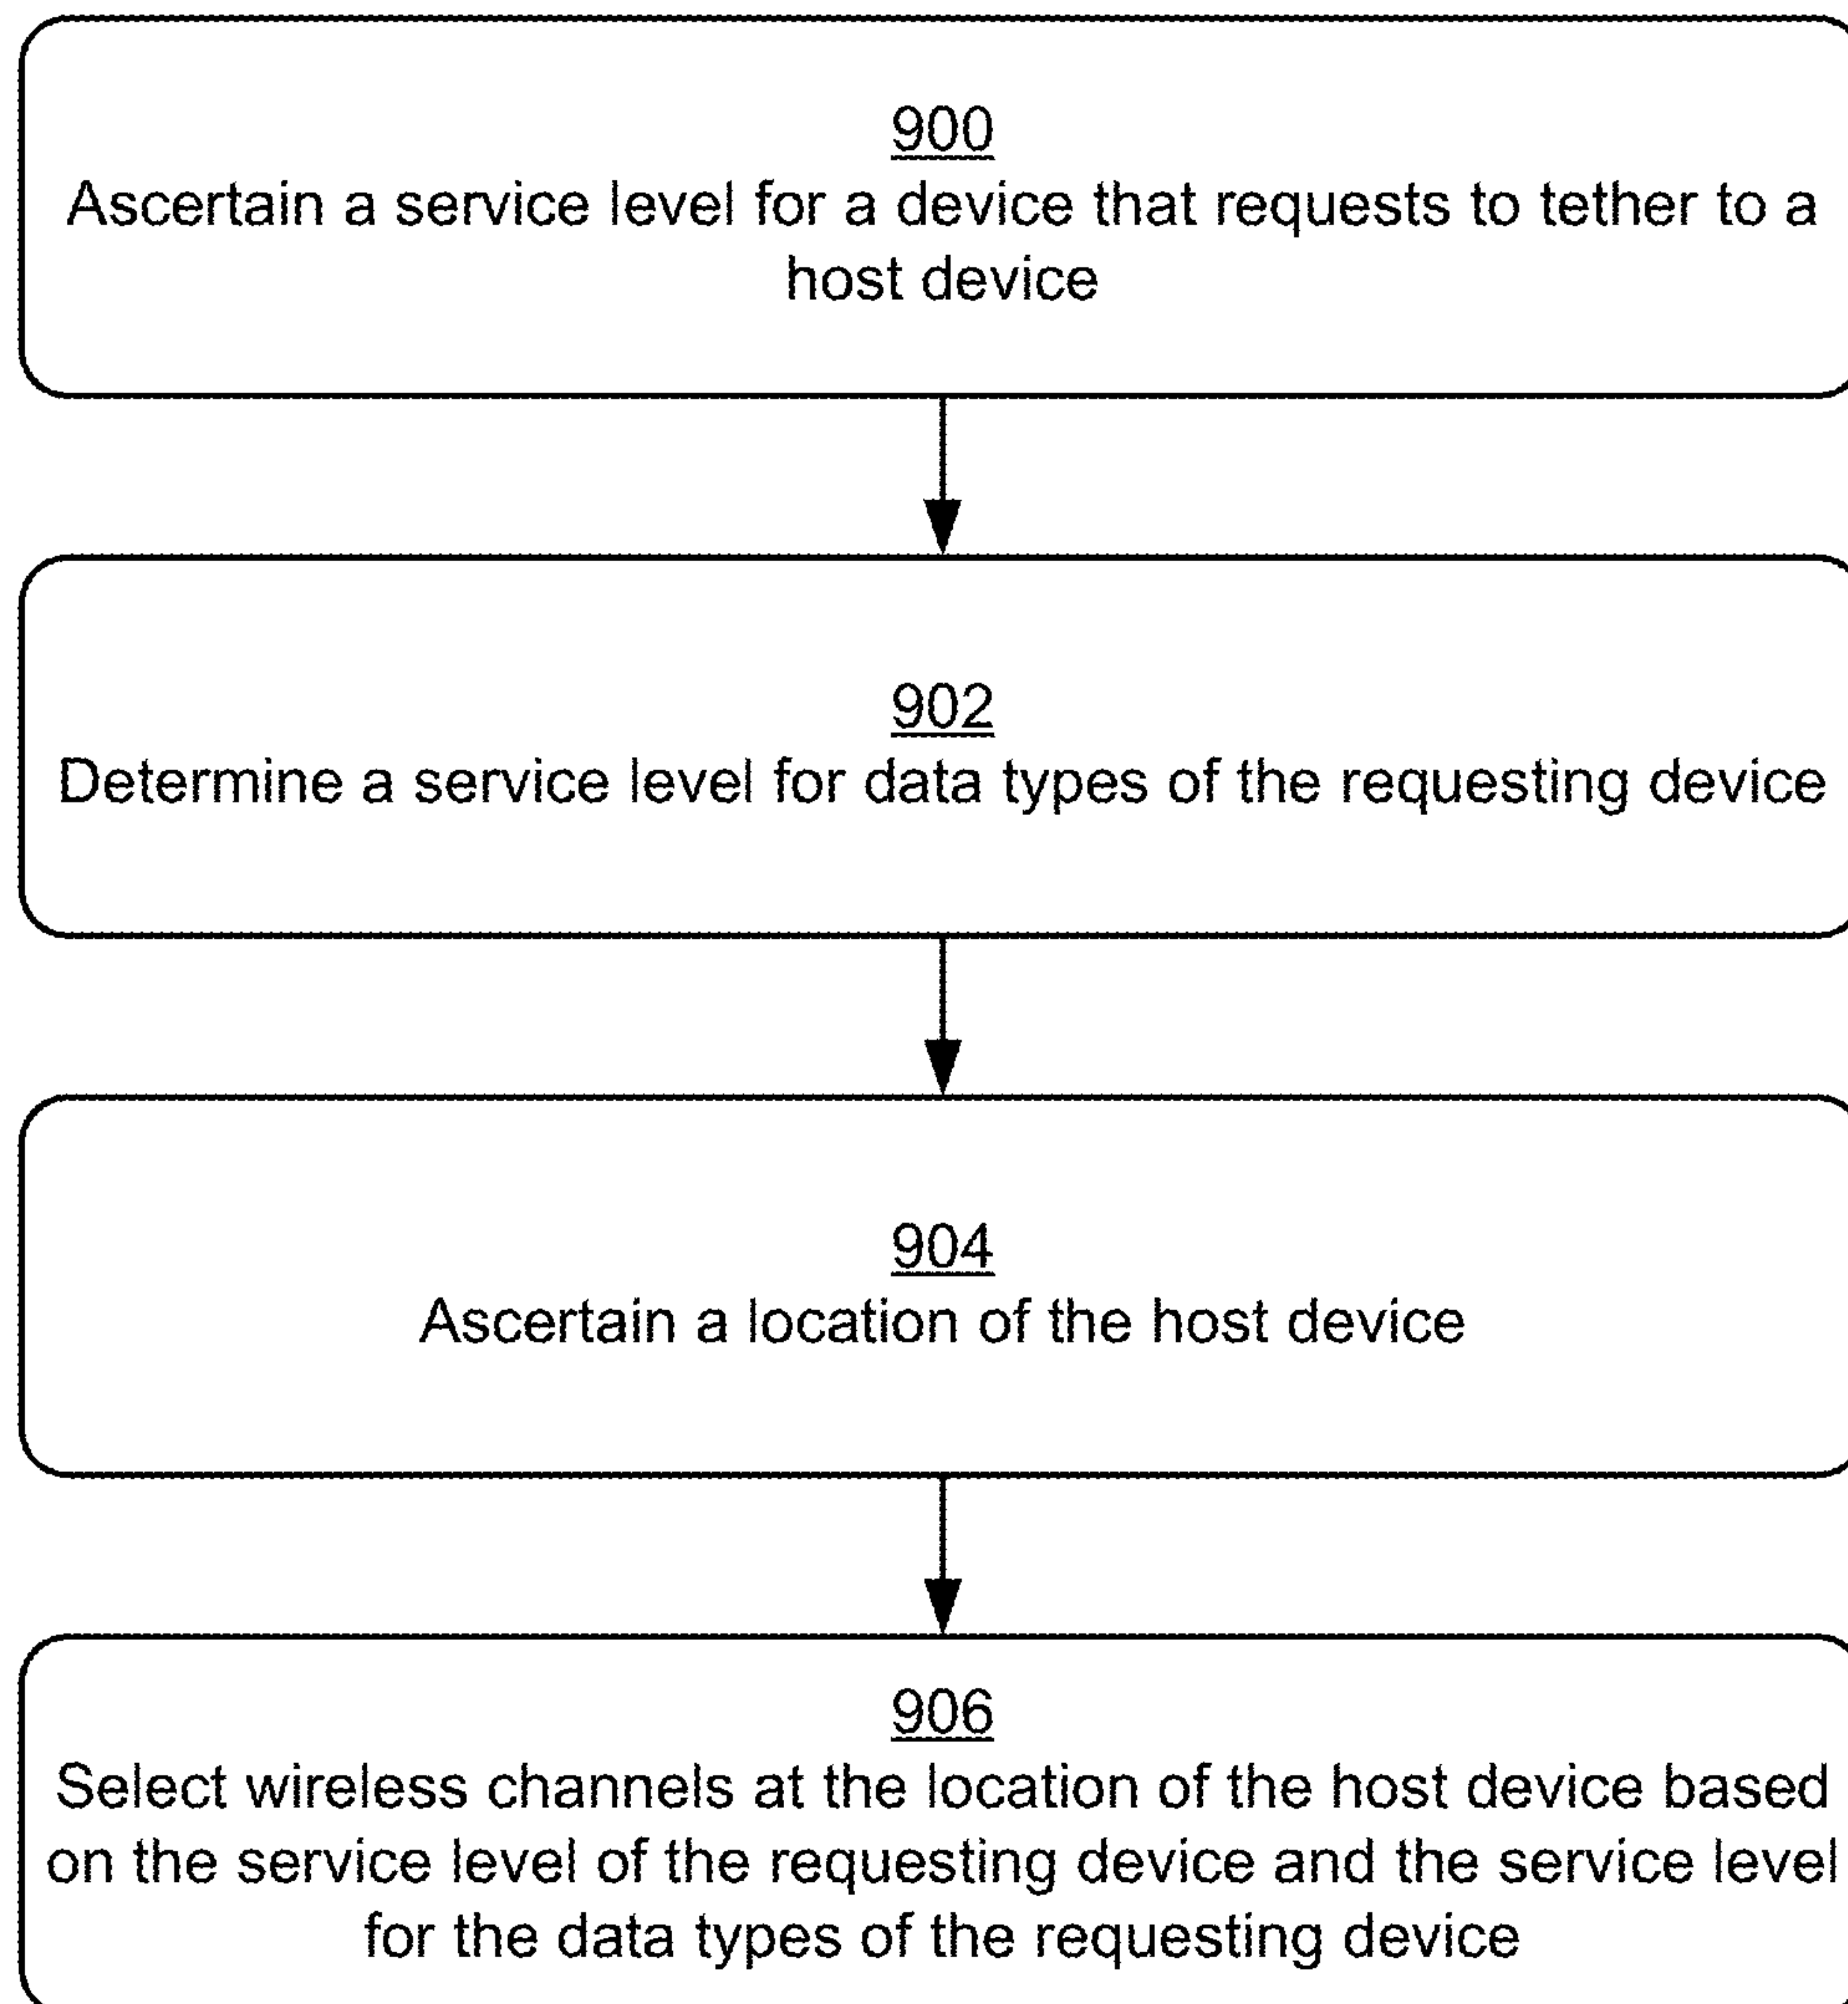 900
Ascertain a service level for a device that requests to tether to a
host device
902
Determine a service level for data types of the requesting device
904
Ascertain a location of the host device
906
Select wireless channels at the location of the host device based
on the service level of the requesting device and the service level
for the data types of the requesting device